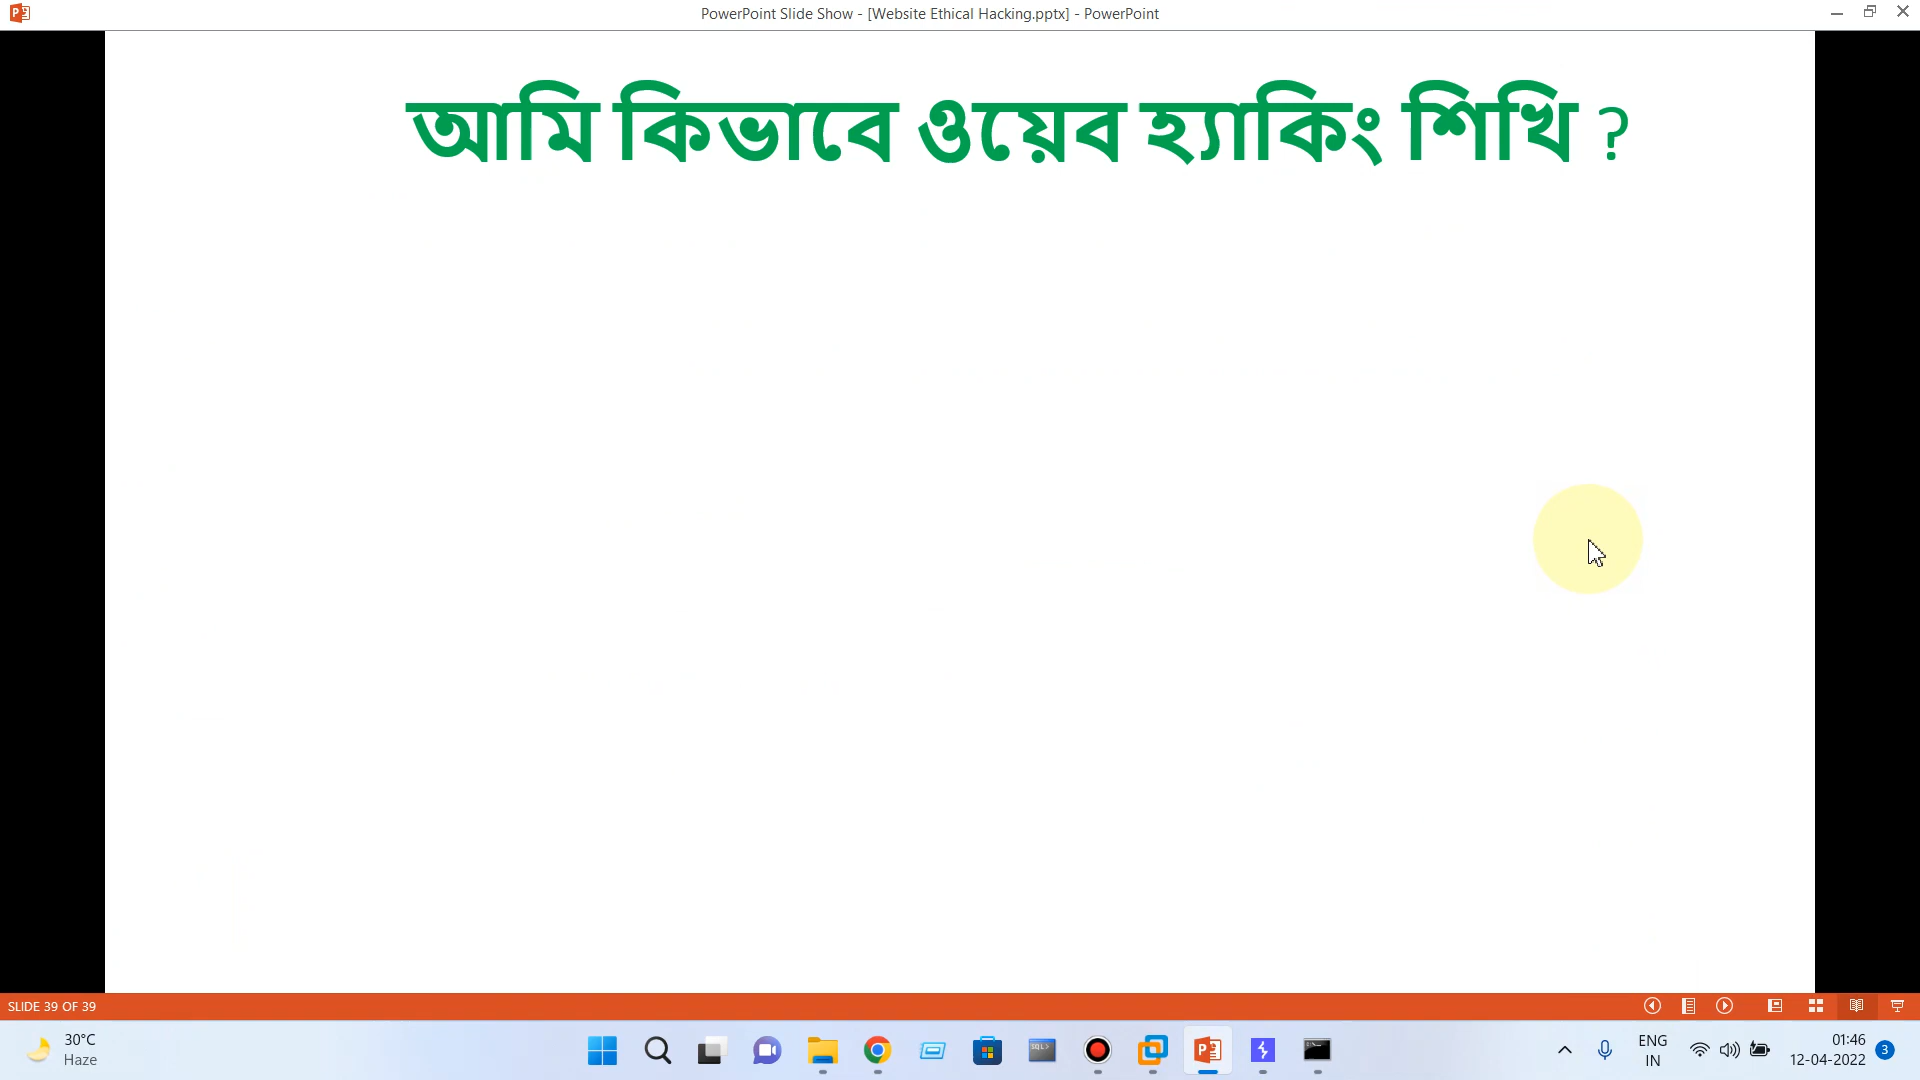 PowerPoint Slide Show - [Website Ethical Hacking.pptx] - PowerPoint
আমি কিভাবে ওয়েব হ্যাকিং শিখি ?
SLIDE 39 OF 39
30°C
Haze
SQL>
ENG
IN
01:46
12-04-2022
3